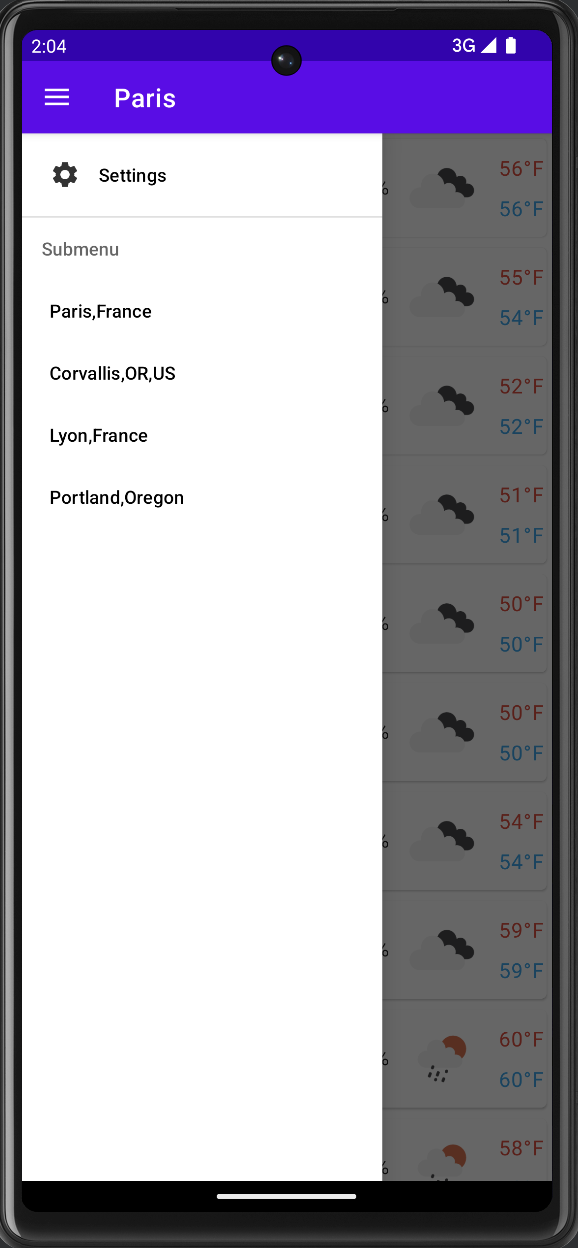 2:04 3G
Paris
Settings
Submenu
Paris,France
Corvallis,OR,US
Lyon,France
Portland,Oregon
% 56°F
56°F
% 55°F
54°F
% 52°F
52°F
% 51°F
51°F
% 50°F
50°F
% 50°F
50°F
% 54°F
54°F
% 59°F
59°F
% 60°F
60°F
% 58°F